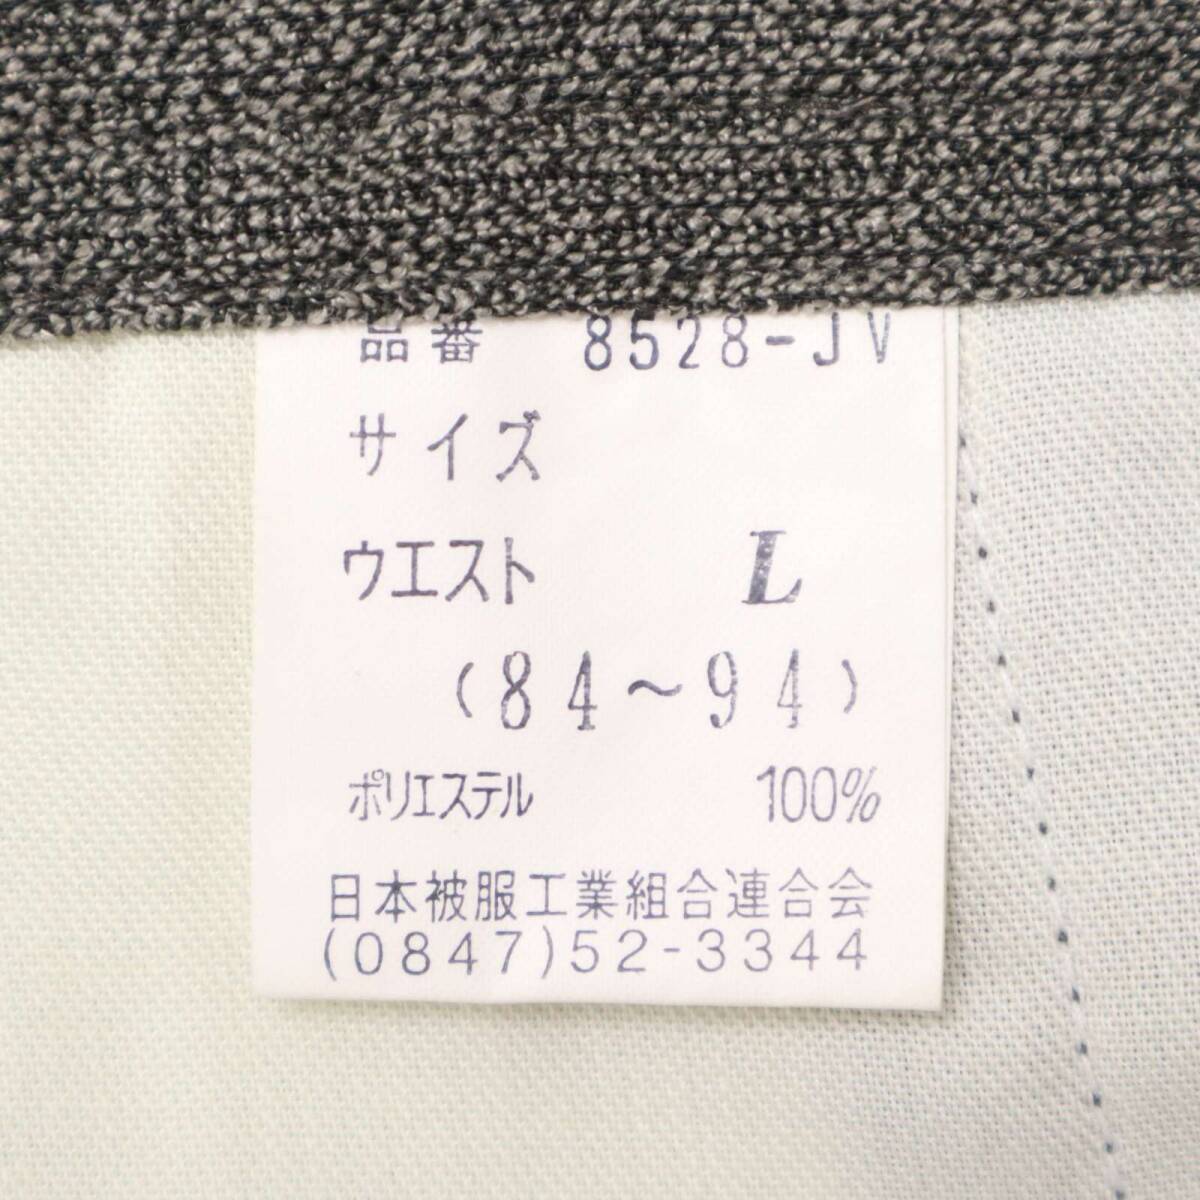 品番 8528-JV
サイズ
ウエスト L
(84～94)
ポリエステル 100%
日本被服工業組合連合会
(0847)52-3344